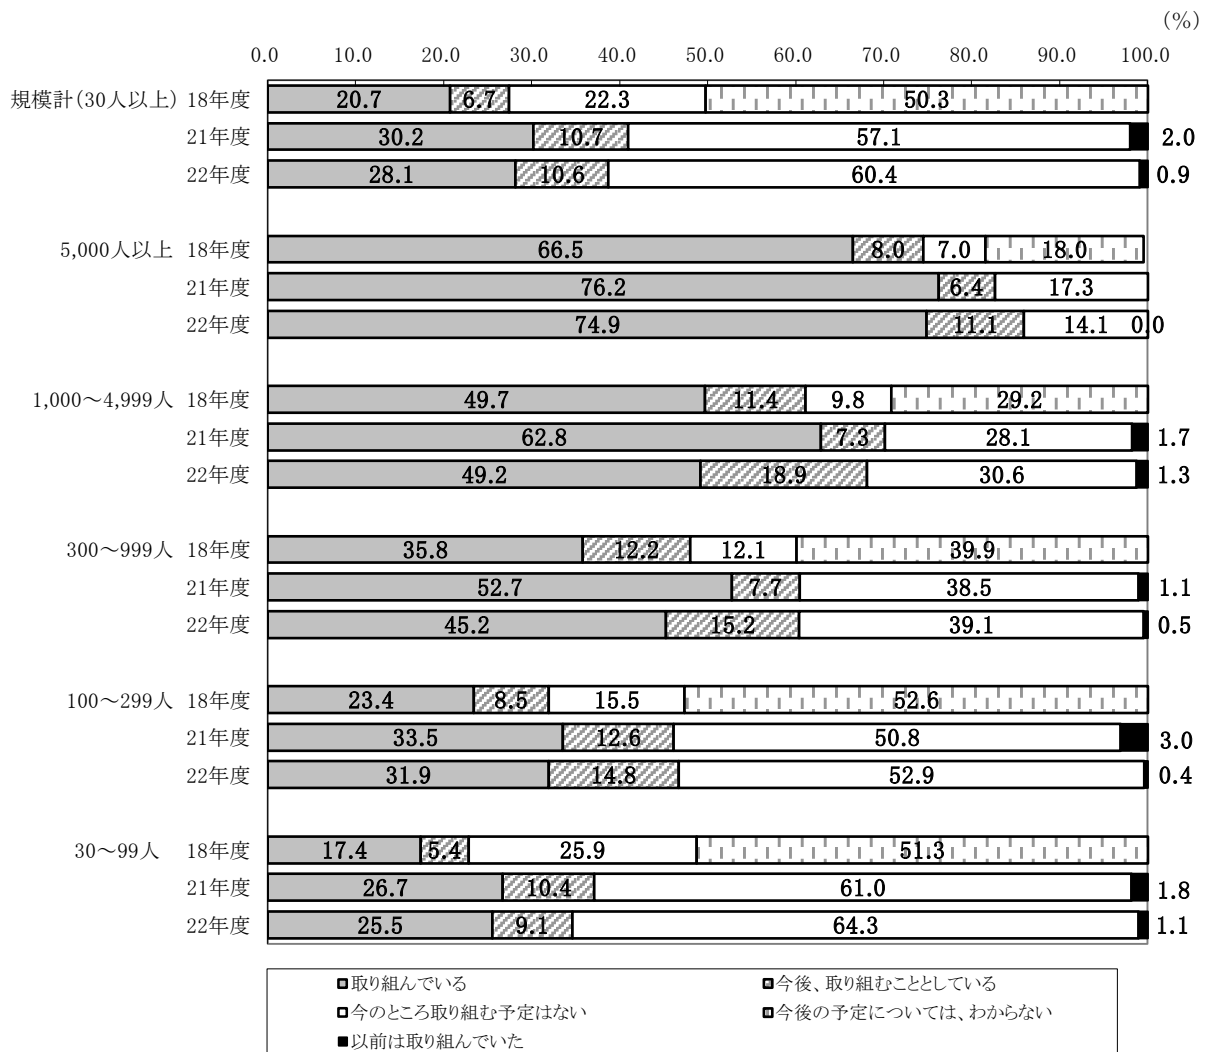 (%)
0.0 10.0 20.0 30.0 40.0 50.0 60.0 70.0 80.0 90.0 100.0
規模計(30人以上) 18年度 20.7 6.7 22.3 50.3
21年度 30.2 10.7 57.1 2.0
22年度 28.1 10.6 60.4 0.9
5,000人以上 18年度 66.5 8.0 7.0 18.0
21年度 76.2 6.4 17.3
22年度 74.9 11.1 14.1 0.0
1,000～4,999人 18年度 49.7 11.4 9.8 29.2
21年度 62.8 7.3 28.1 1.7
22年度 49.2 18.9 30.6 1.3
300～999人 18年度 35.8 12.2 12.1 39.9
21年度 52.7 7.7 38.5 1.1
22年度 45.2 15.2 39.1 0.5
100～299人 18年度 23.4 8.5 15.5 52.6
21年度 33.5 12.6 50.8 3.0
22年度 31.9 14.8 52.9 0.4
30～99人 18年度 17.4 5.4 25.9 51.3
21年度 26.7 10.4 61.0 1.8
22年度 25.5 9.1 64.3 1.1
取り組んでいる 今後、取り組むこととしている
今のところ取り組む予定はない 今後の予定については、わからない
以前は取り組んでいた